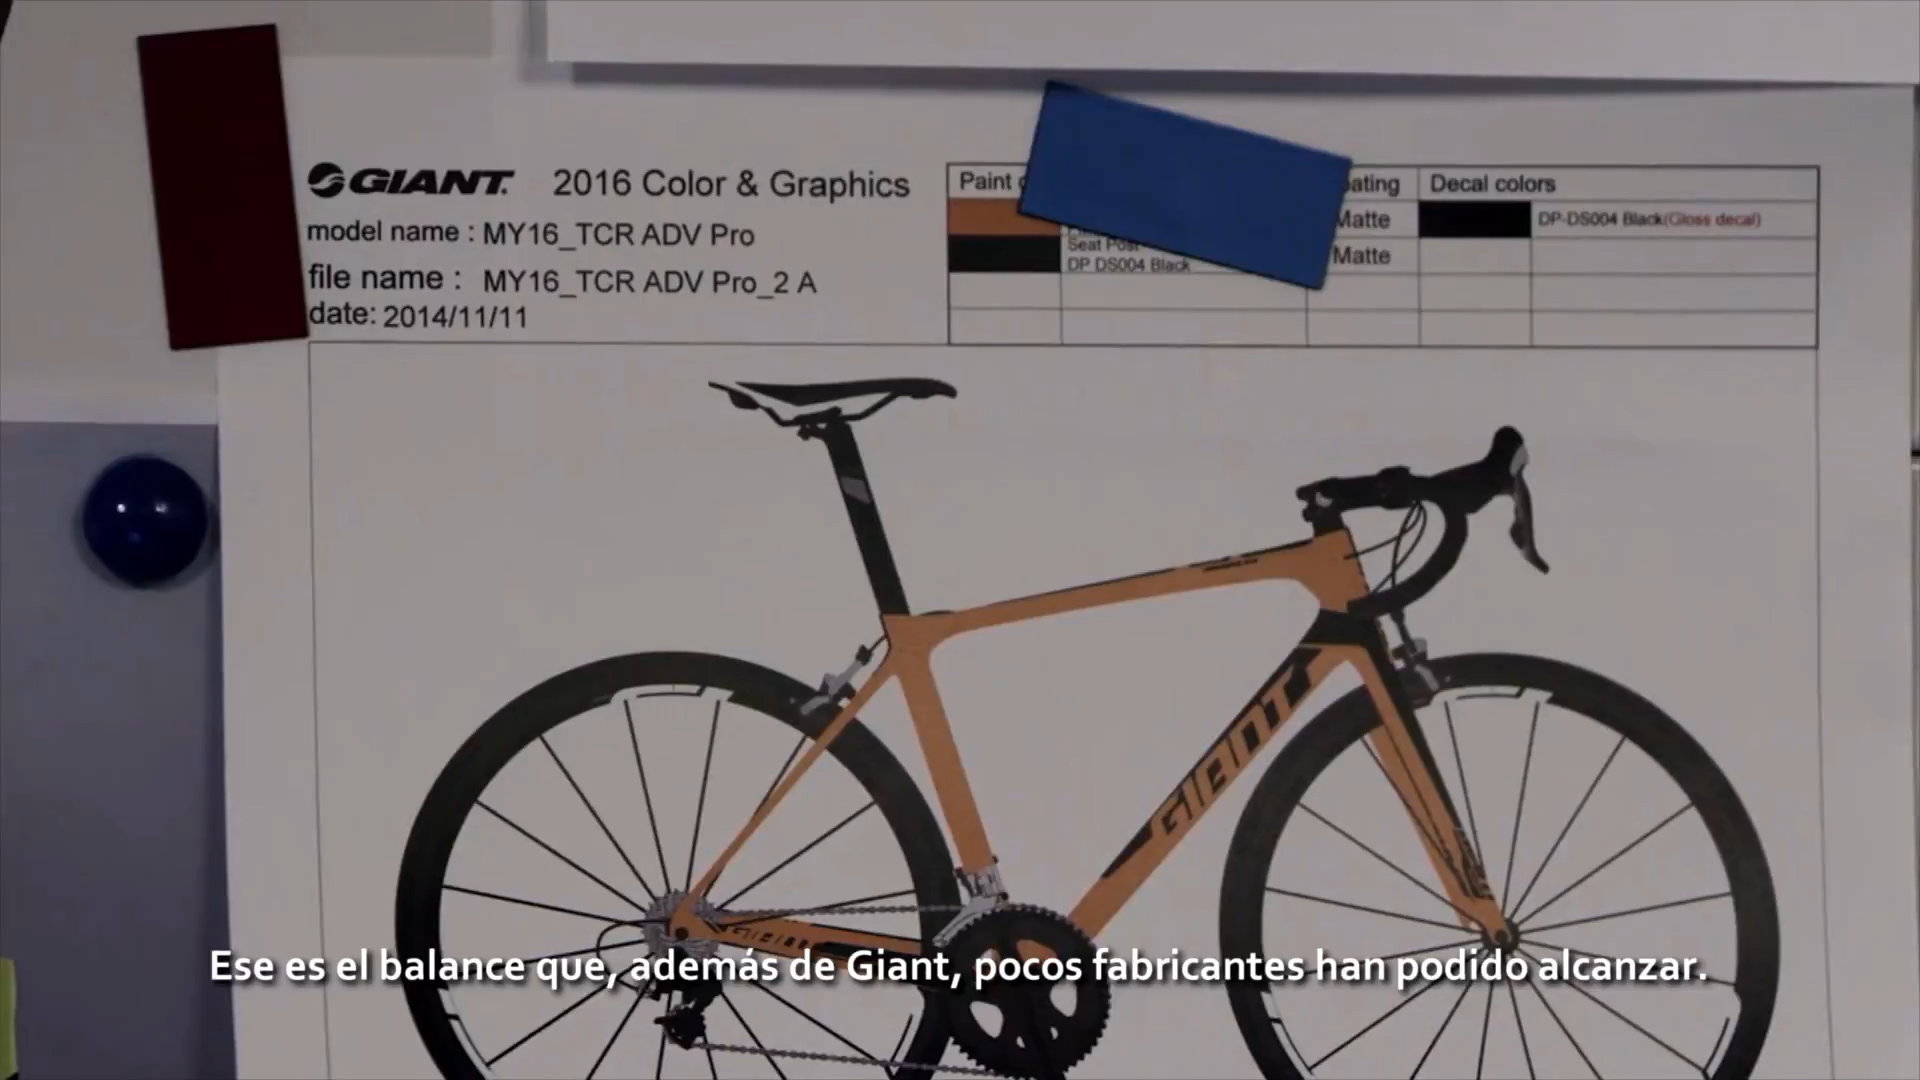 GIANT 2016 Color & Graphics
model name : MY16_TCR ADV Pro
file name : MY16_TCR ADV Pro_2 A
date: 2014/11/11
Paint Decal colors
Matte DP-DS004 Black(Gloss decal)
Seat Post
DP DS004 Black Matte
GIANT
GIANT
Ese es el balance que, además de Giant, pocos fabricantes han podido alcanzar.